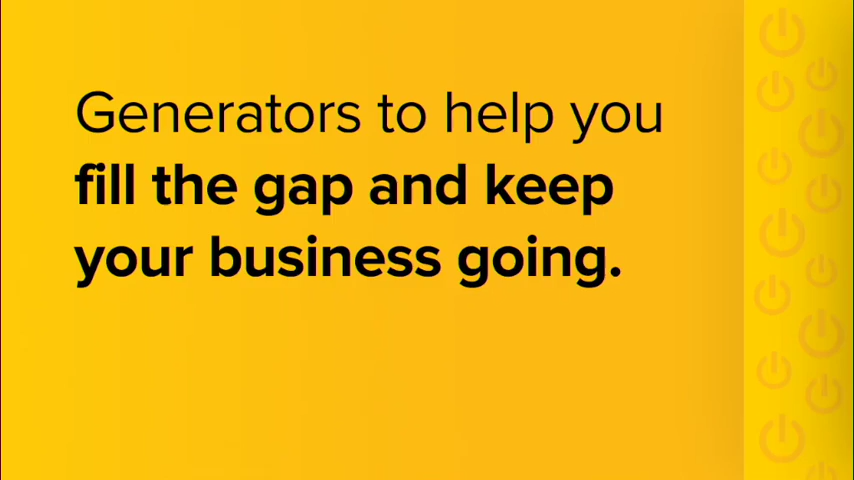 Generators to help you
fill the gap and keep
your business going.